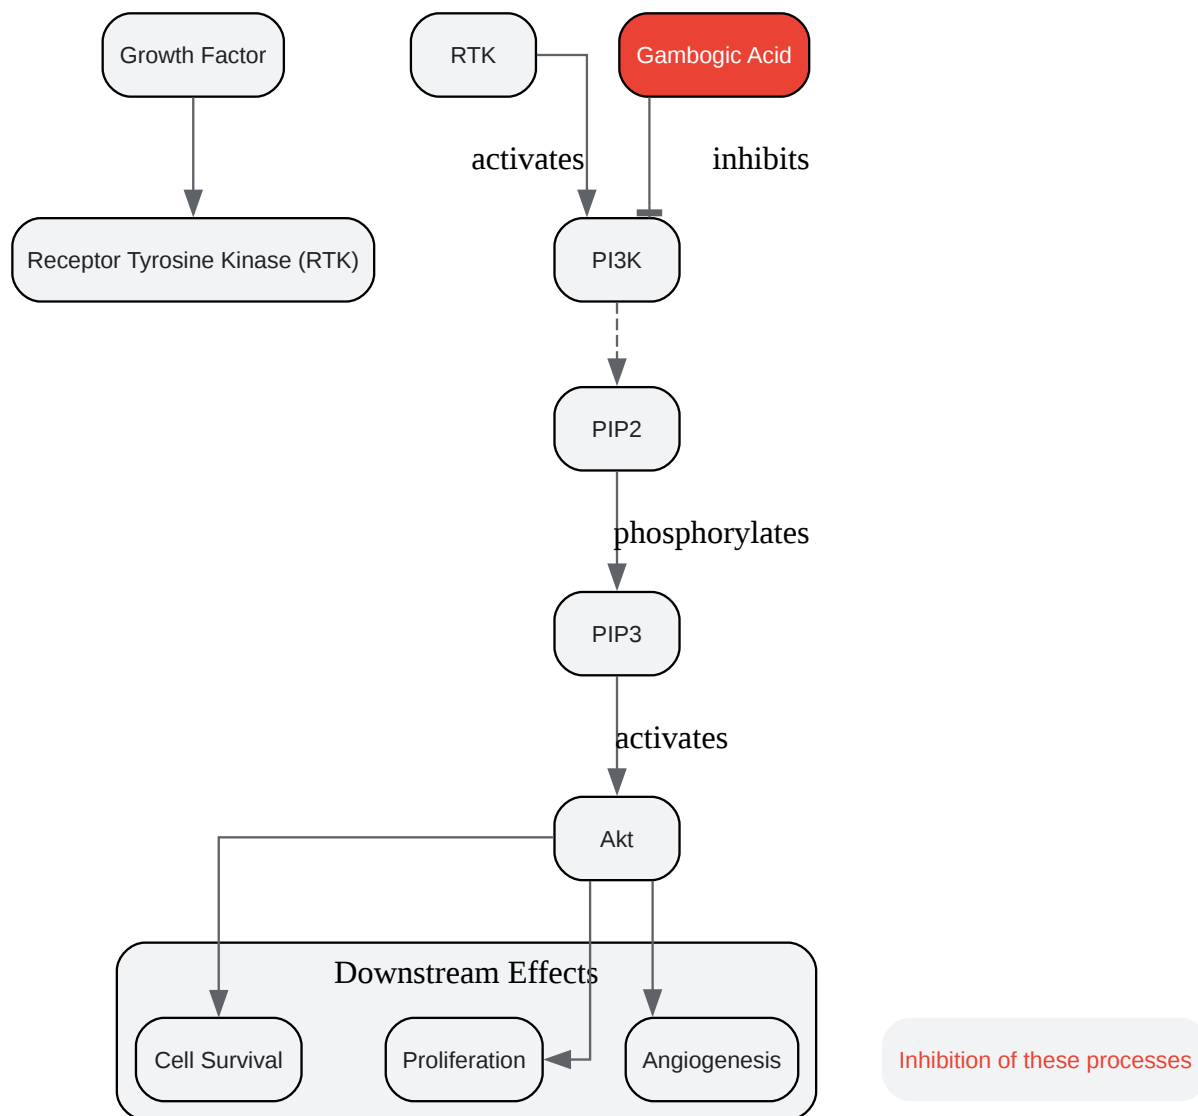 Growth Factor
RTK
Gambogic Acid
activates
inhibits
Receptor Tyrosine Kinase (RTK)
PI3K
PIP2
phosphorylates
PIP3
activates
Akt
Downstream Effects
Cell Survival
Proliferation
Angiogenesis
Inhibition of these processes